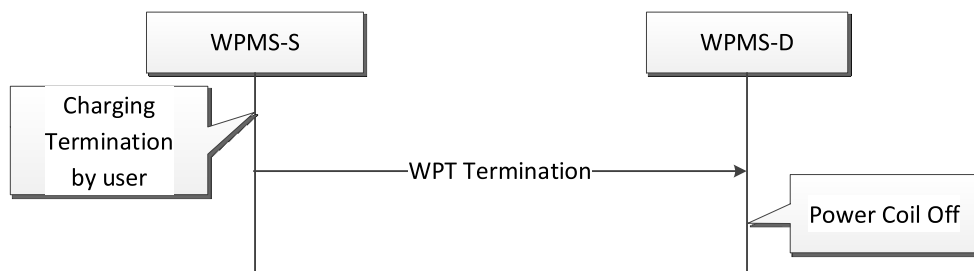 WPMS-S
WPMS-D
Charging
Termination
by user
WPT Termination
Power Coil Off